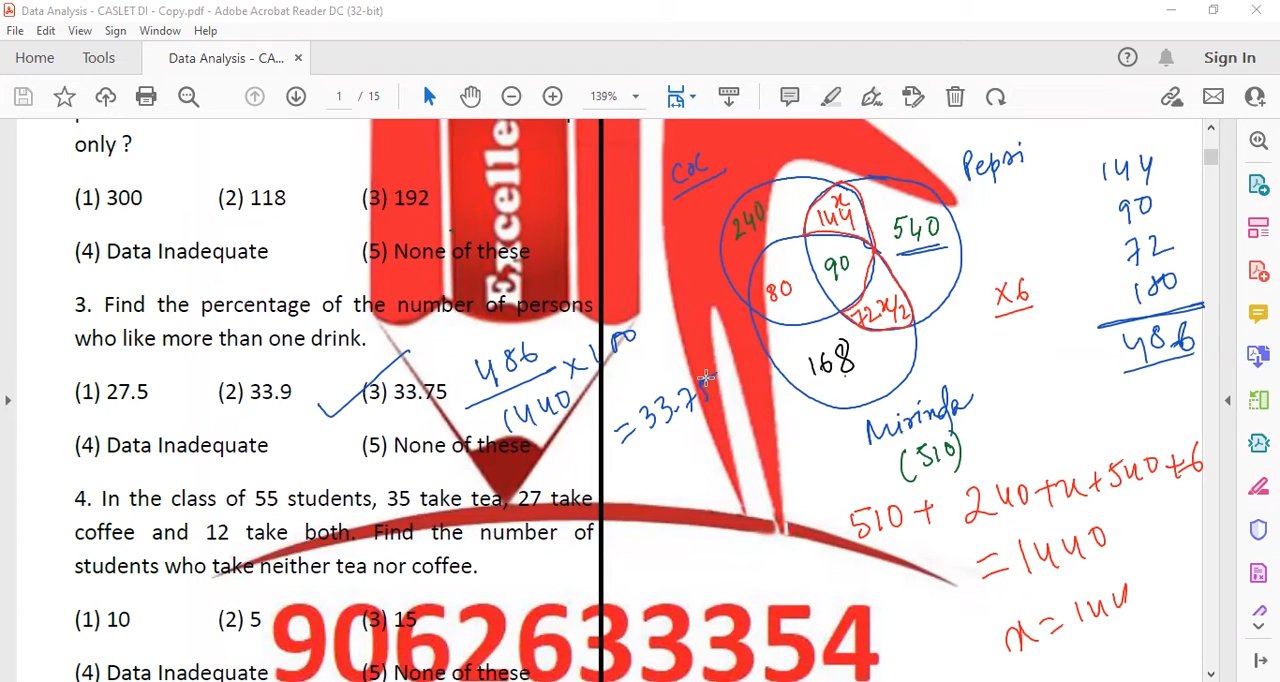 Data Analysis - CASLET DI - Copy.pdf - Adobe Acrobat Reader DC (32-bit)
File Edit View Sign Window Help
Home Tools Data Analysis - CA... × Sign In
1 / 15 139%
only ?
(1) 300 (2) 118 (3) 192
(4) Data Inadequate (5) None of these
3. Find the percentage of the number of persons
who like more than one drink.
(1) 27.5 (2) 33.9 (3) 33.75
(4) Data Inadequate (5) None of these
4. In the class of 55 students, 35 take tea, 27 take
coffee and 12 take both. Find the number of
students who take neither tea nor coffee.
(1) 10 (2) 5 (3) 15
(4) Data Inadequate (5) None of these
Excelle
486
1440
×100
= 33.75
Pepsi
240
x
144
540
90
80
72 x/2
168
Mirinda
(510)
×6
144
90
72
180
486
510 + 240+x+540+6
= 1440
x = 144
9062633354